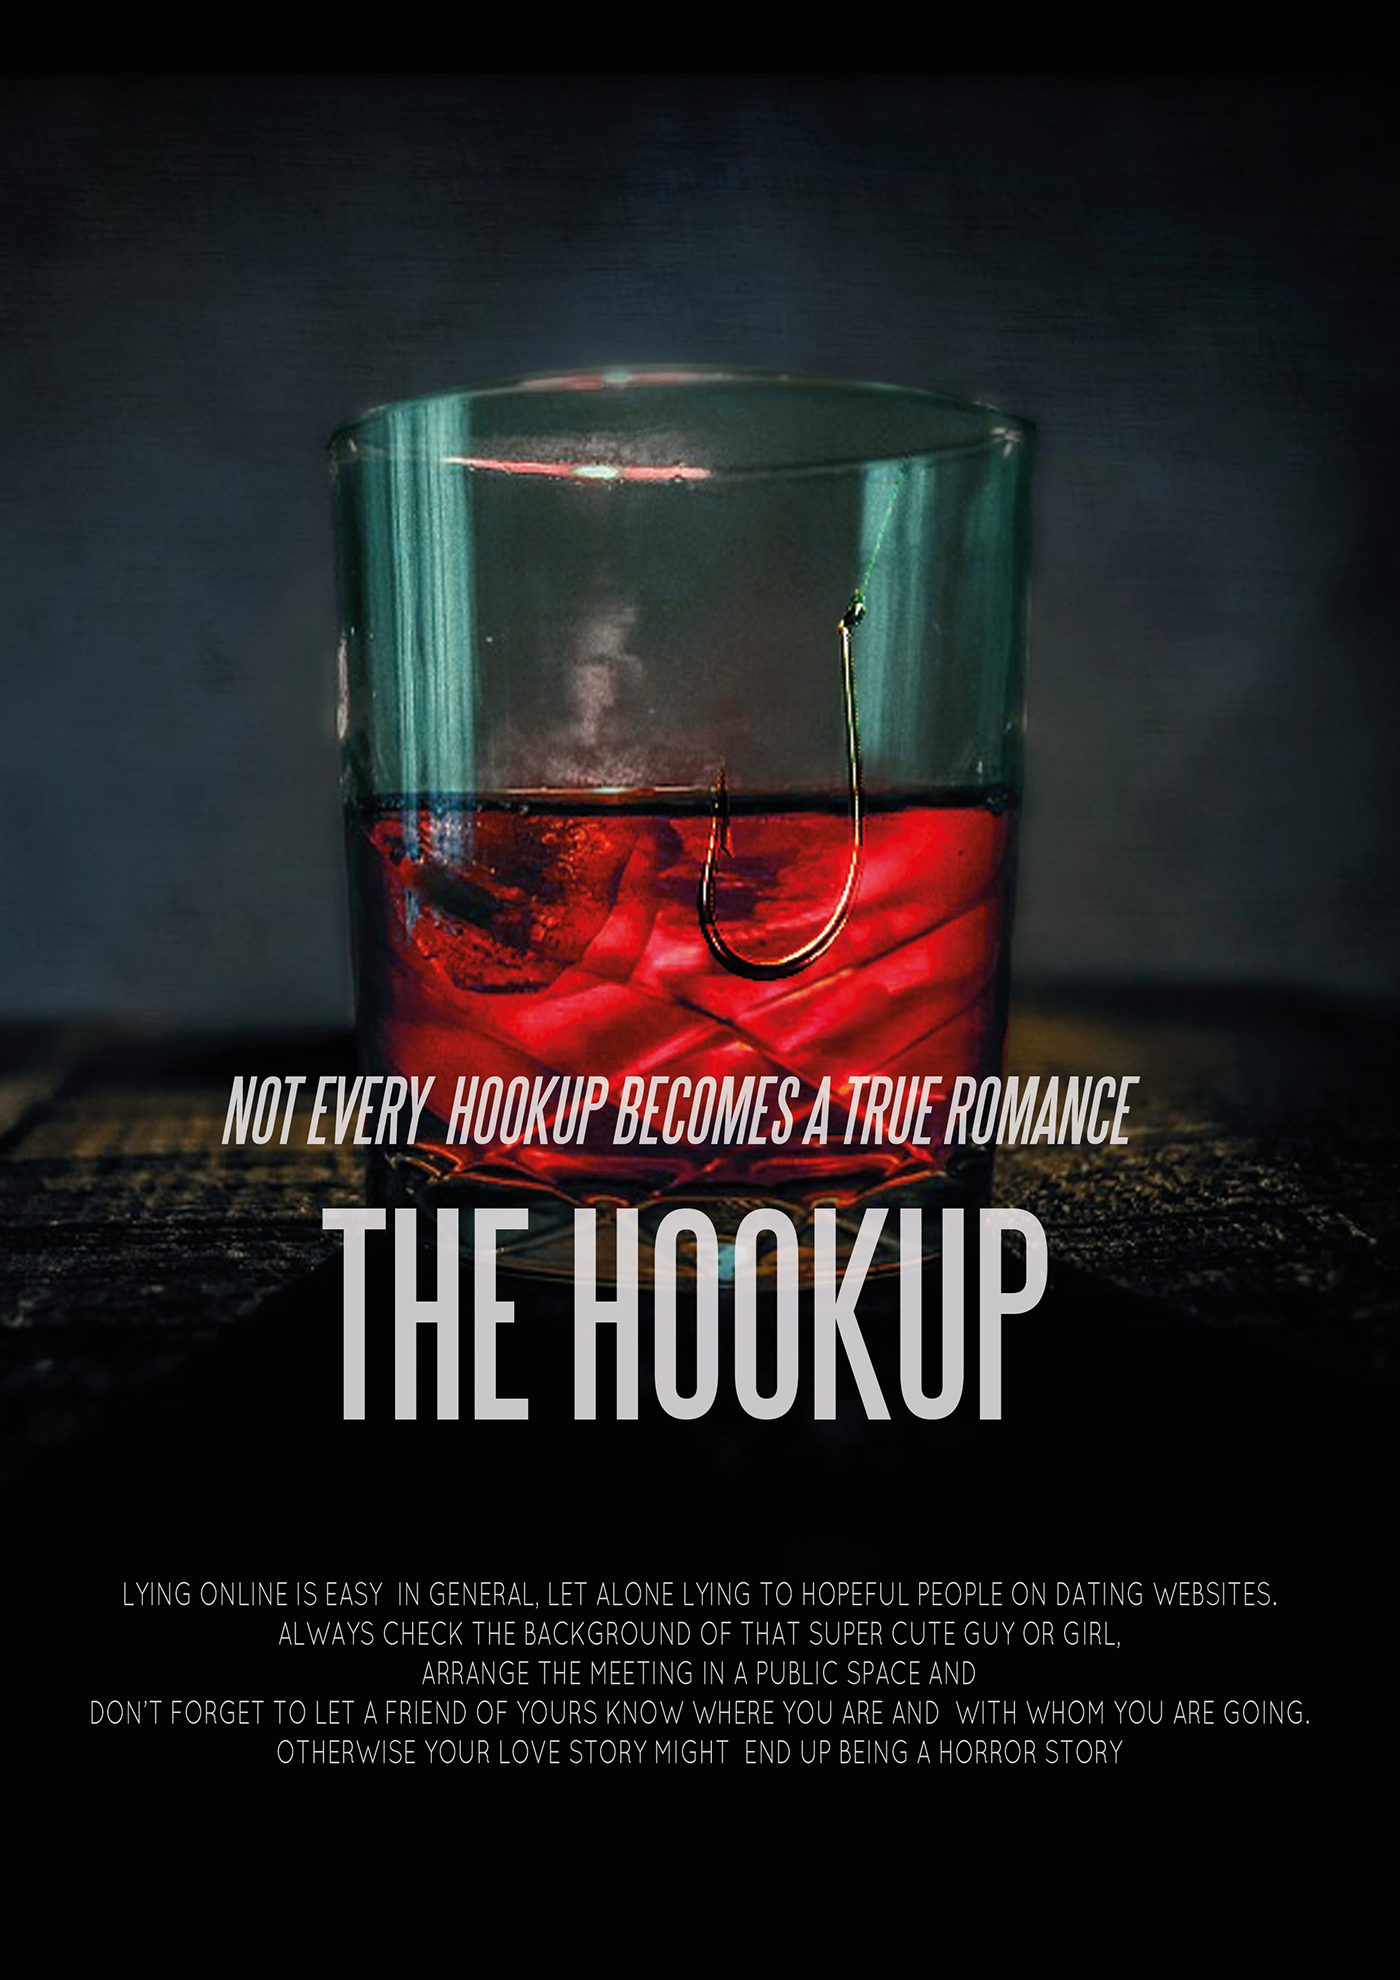 NOT EVERY HOOKUP BECOMES A TRUE ROMANCE
THE HOOKUP
LYING ONLINE IS EASY IN GENERAL, LET ALONE LYING TO HOPEFUL PEOPLE ON DATING WEBSITES.
ALWAYS CHECK THE BACKGROUND OF THAT SUPER CUTE GUY OR GIRL,
ARRANGE THE MEETING IN A PUBLIC SPACE AND
DON'T FORGET TO LET A FRIEND OF YOURS KNOW WHERE YOU ARE AND WITH WHOM YOU ARE GOING.
OTHERWISE YOUR LOVE STORY MIGHT END UP BEING A HORROR STORY